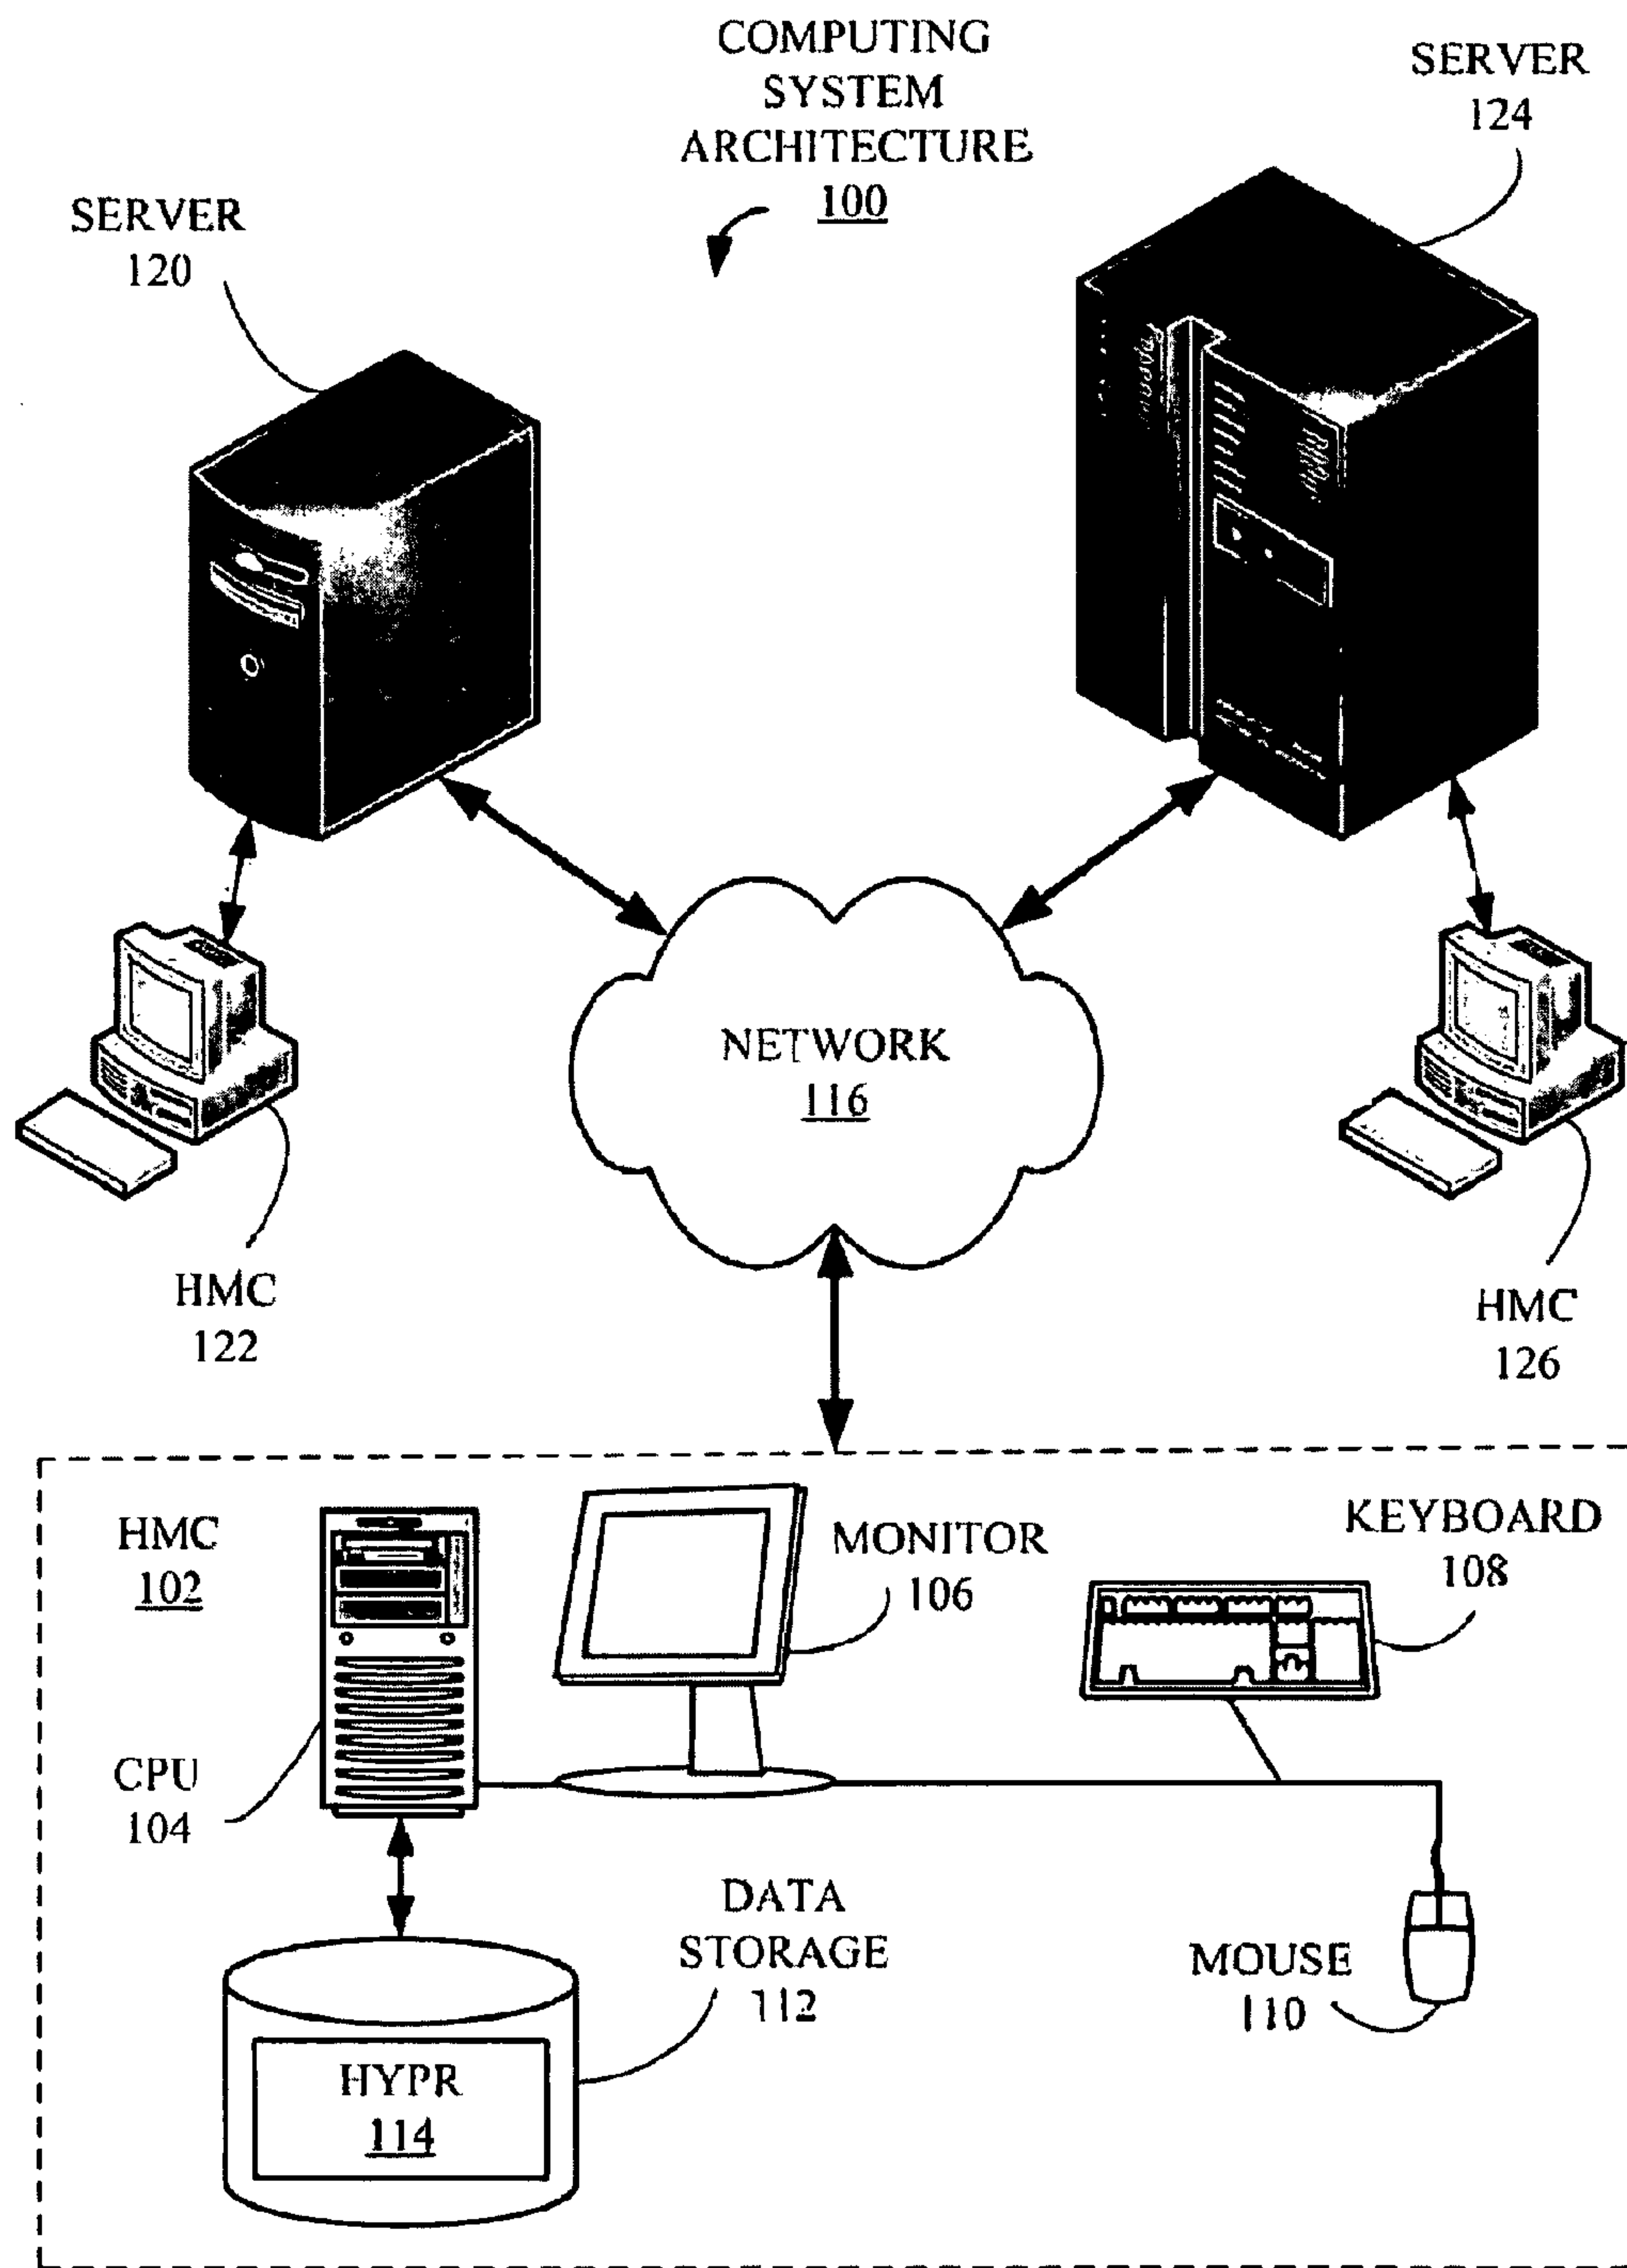 COMPUTING
SYSTEM
ARCHITECTURE
100
SERVER
124
SERVER
120
NETWORK
116
HMC
122
HMC
126
HMC
102
MONITOR
106
KEYBOARD
108
CPU
104
DATA
STORAGE
112
MOUSE
110
HYPR
114